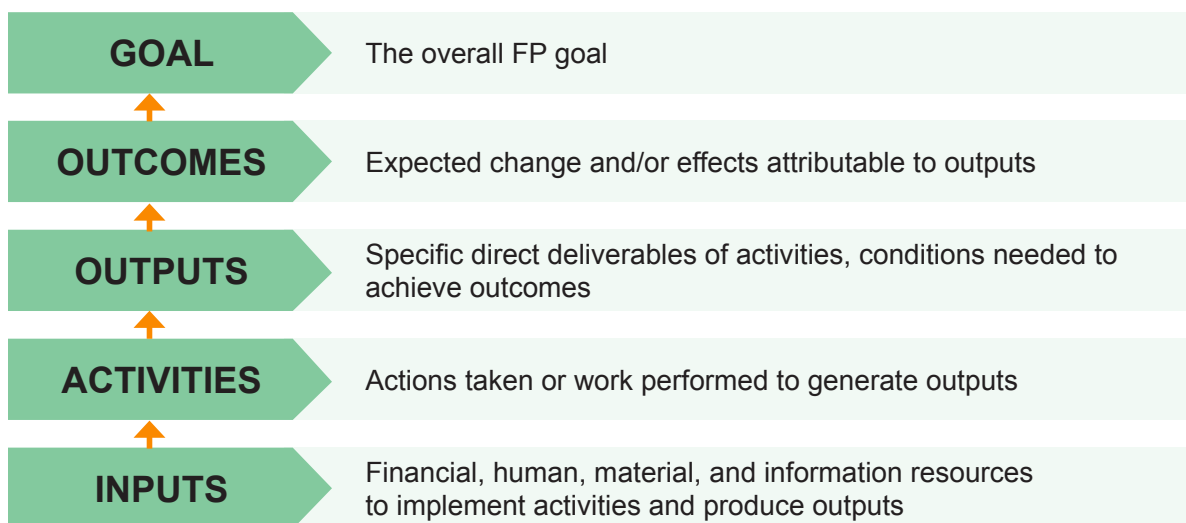 GOAL
The overall FP goal
OUTCOMES
Expected change and/or effects attributable to outputs
OUTPUTS
Specific direct deliverables of activities, conditions needed to
achieve outcomes
ACTIVITIES
Actions taken or work performed to generate outputs
INPUTS
Financial, human, material, and information resources
to implement activities and produce outputs